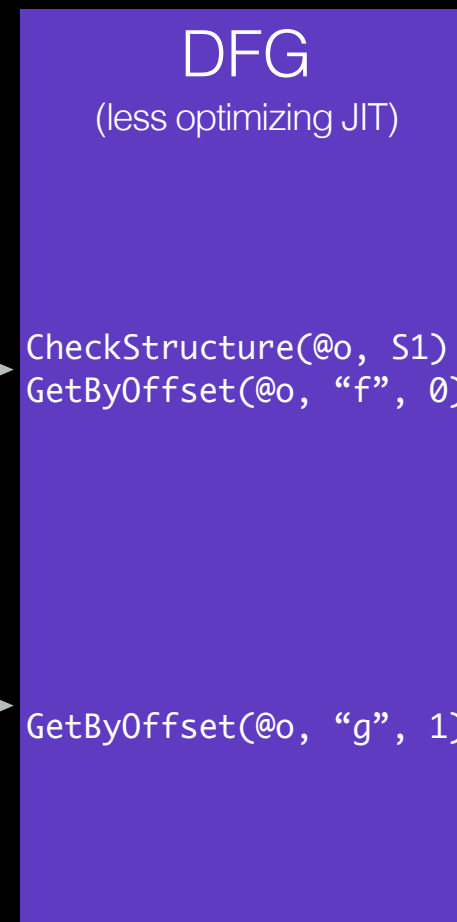 DFG
(less optimizing JIT)
CheckStructure(@o, S1)
GetByOffset(@o, “f”, 0)
GetByOffset(@o, “g”, 1)